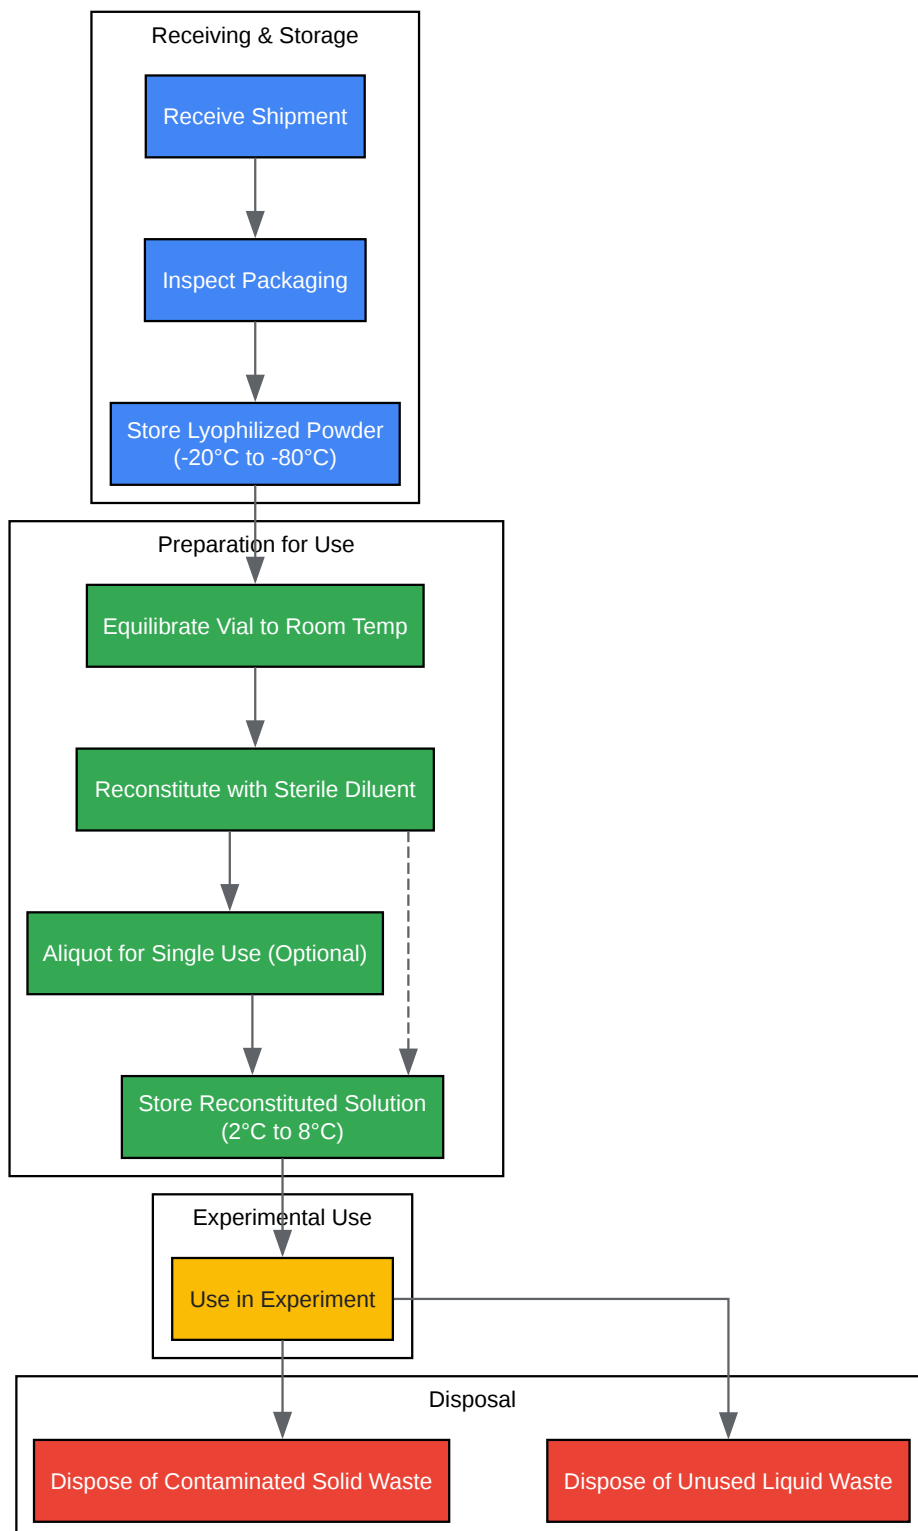 Receiving & Storage
Receive Shipment
Inspect Packaging
Store Lyophilized Powder
(-20°C to -80°C)
Preparation for Use
Equilibrate Vial to Room Temp
Reconstitute with Sterile Diluent
Aliquot for Single Use (Optional)
Store Reconstituted Solution
(2°C to 8°C)
Experimental Use
Use in Experiment
Disposal
Dispose of Contaminated Solid Waste
Dispose of Unused Liquid Waste